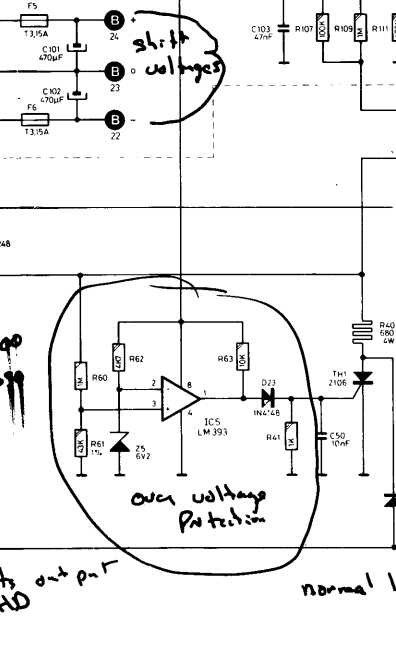 F5
T3,15A
B
+
24
C101
470µF
B
o
23
C102
470µF
F6
T3,15A
B
-
22
shift
voltages
C103
47nF
R107
100K
R109
1M
R111
248
1M
R60
4K7
R62
R63
10K
2
-
3
+
8
1
4
IC5
LM393
D23
1N4148
43K
R61
1%
Z5
6V2
R41
1K
C50
10nF
TH1
2106
R40
680
4W
over voltage
Protection
output
normal